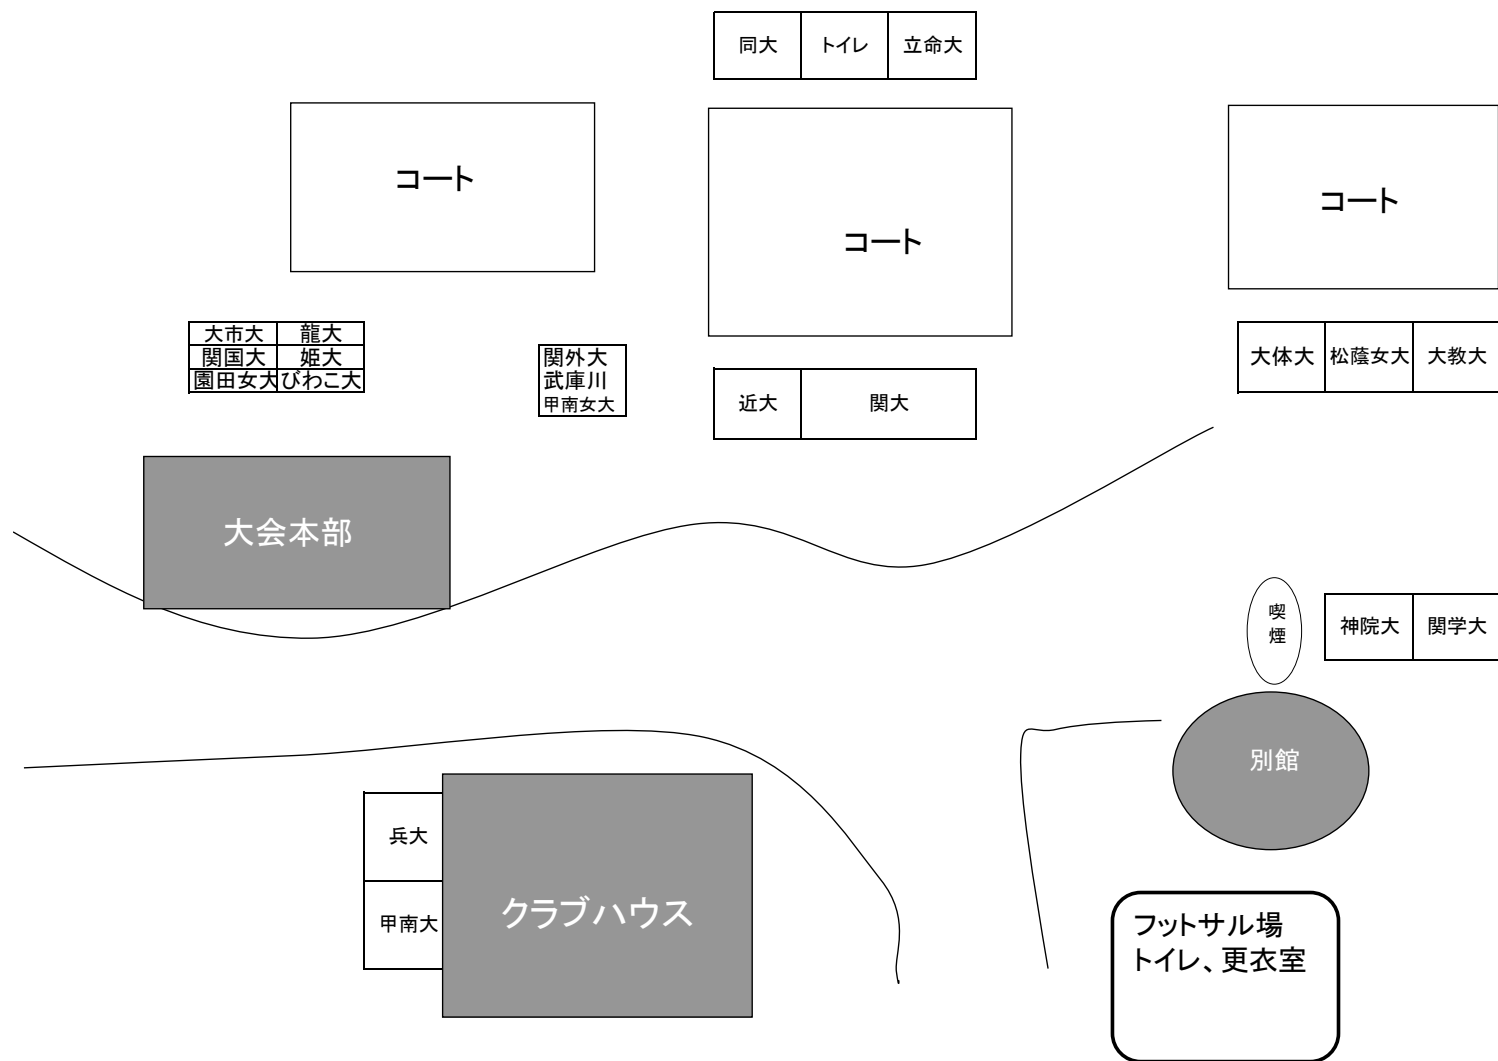 同大 トイレ 立命大
コート
コート
コート
大市大 龍大
関国大 姫大
園田女大 びわこ大
関外大
武庫川
甲南女大
近大 関大
大体大 松蔭女大 大教大
大会本部
喫
煙
神院大 関学大
別館
兵大
甲南大
クラブハウス
フットサル場
トイレ、更衣室